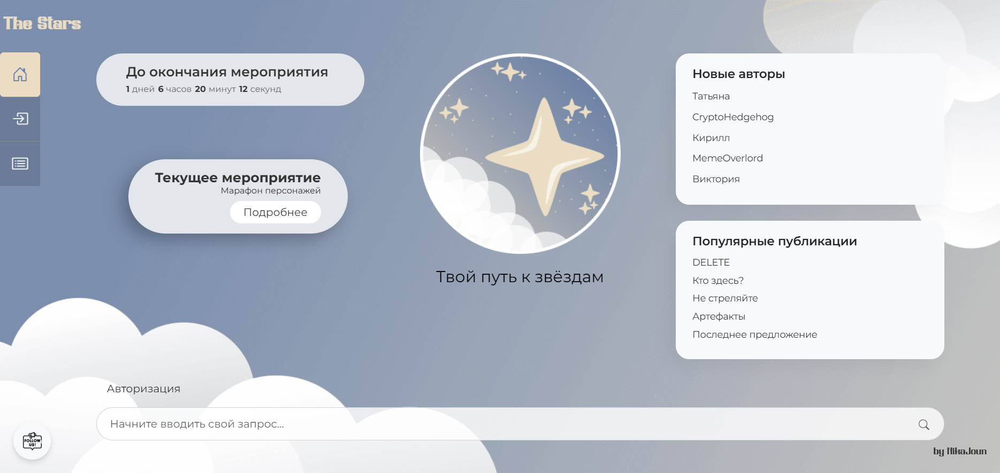 The Stars
До окончания мероприятия
1 дней 6 часов 20 минут 12 секунд
Текущее мероприятие
Марафон персонажей
Подробнее
Твой путь к звёздам
Новые авторы
Татьяна
CryptoHedgehog
Кирилл
MemeOverlord
Виктория
Популярные публикации
DELETE
Кто здесь?
Не стреляйте
Артефакты
Последнее предложение
Авторизация
Начните вводить свой запрос...
FOLLOW
US!
by NikaJoun